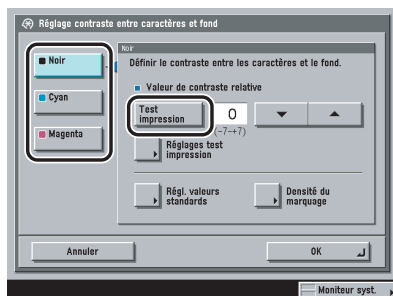 Réglage contraste entre caractères et fond
Noir
Noir
Définir le contraste entre les caractères et le fond.
Valeur de contraste relative
Cyan
Test
impression
0
(-7-+7)
Magenta
Réglages test
impression
Régl. valeurs
standards
Densité du
marquage
Annuler
OK
Moniteur syst.